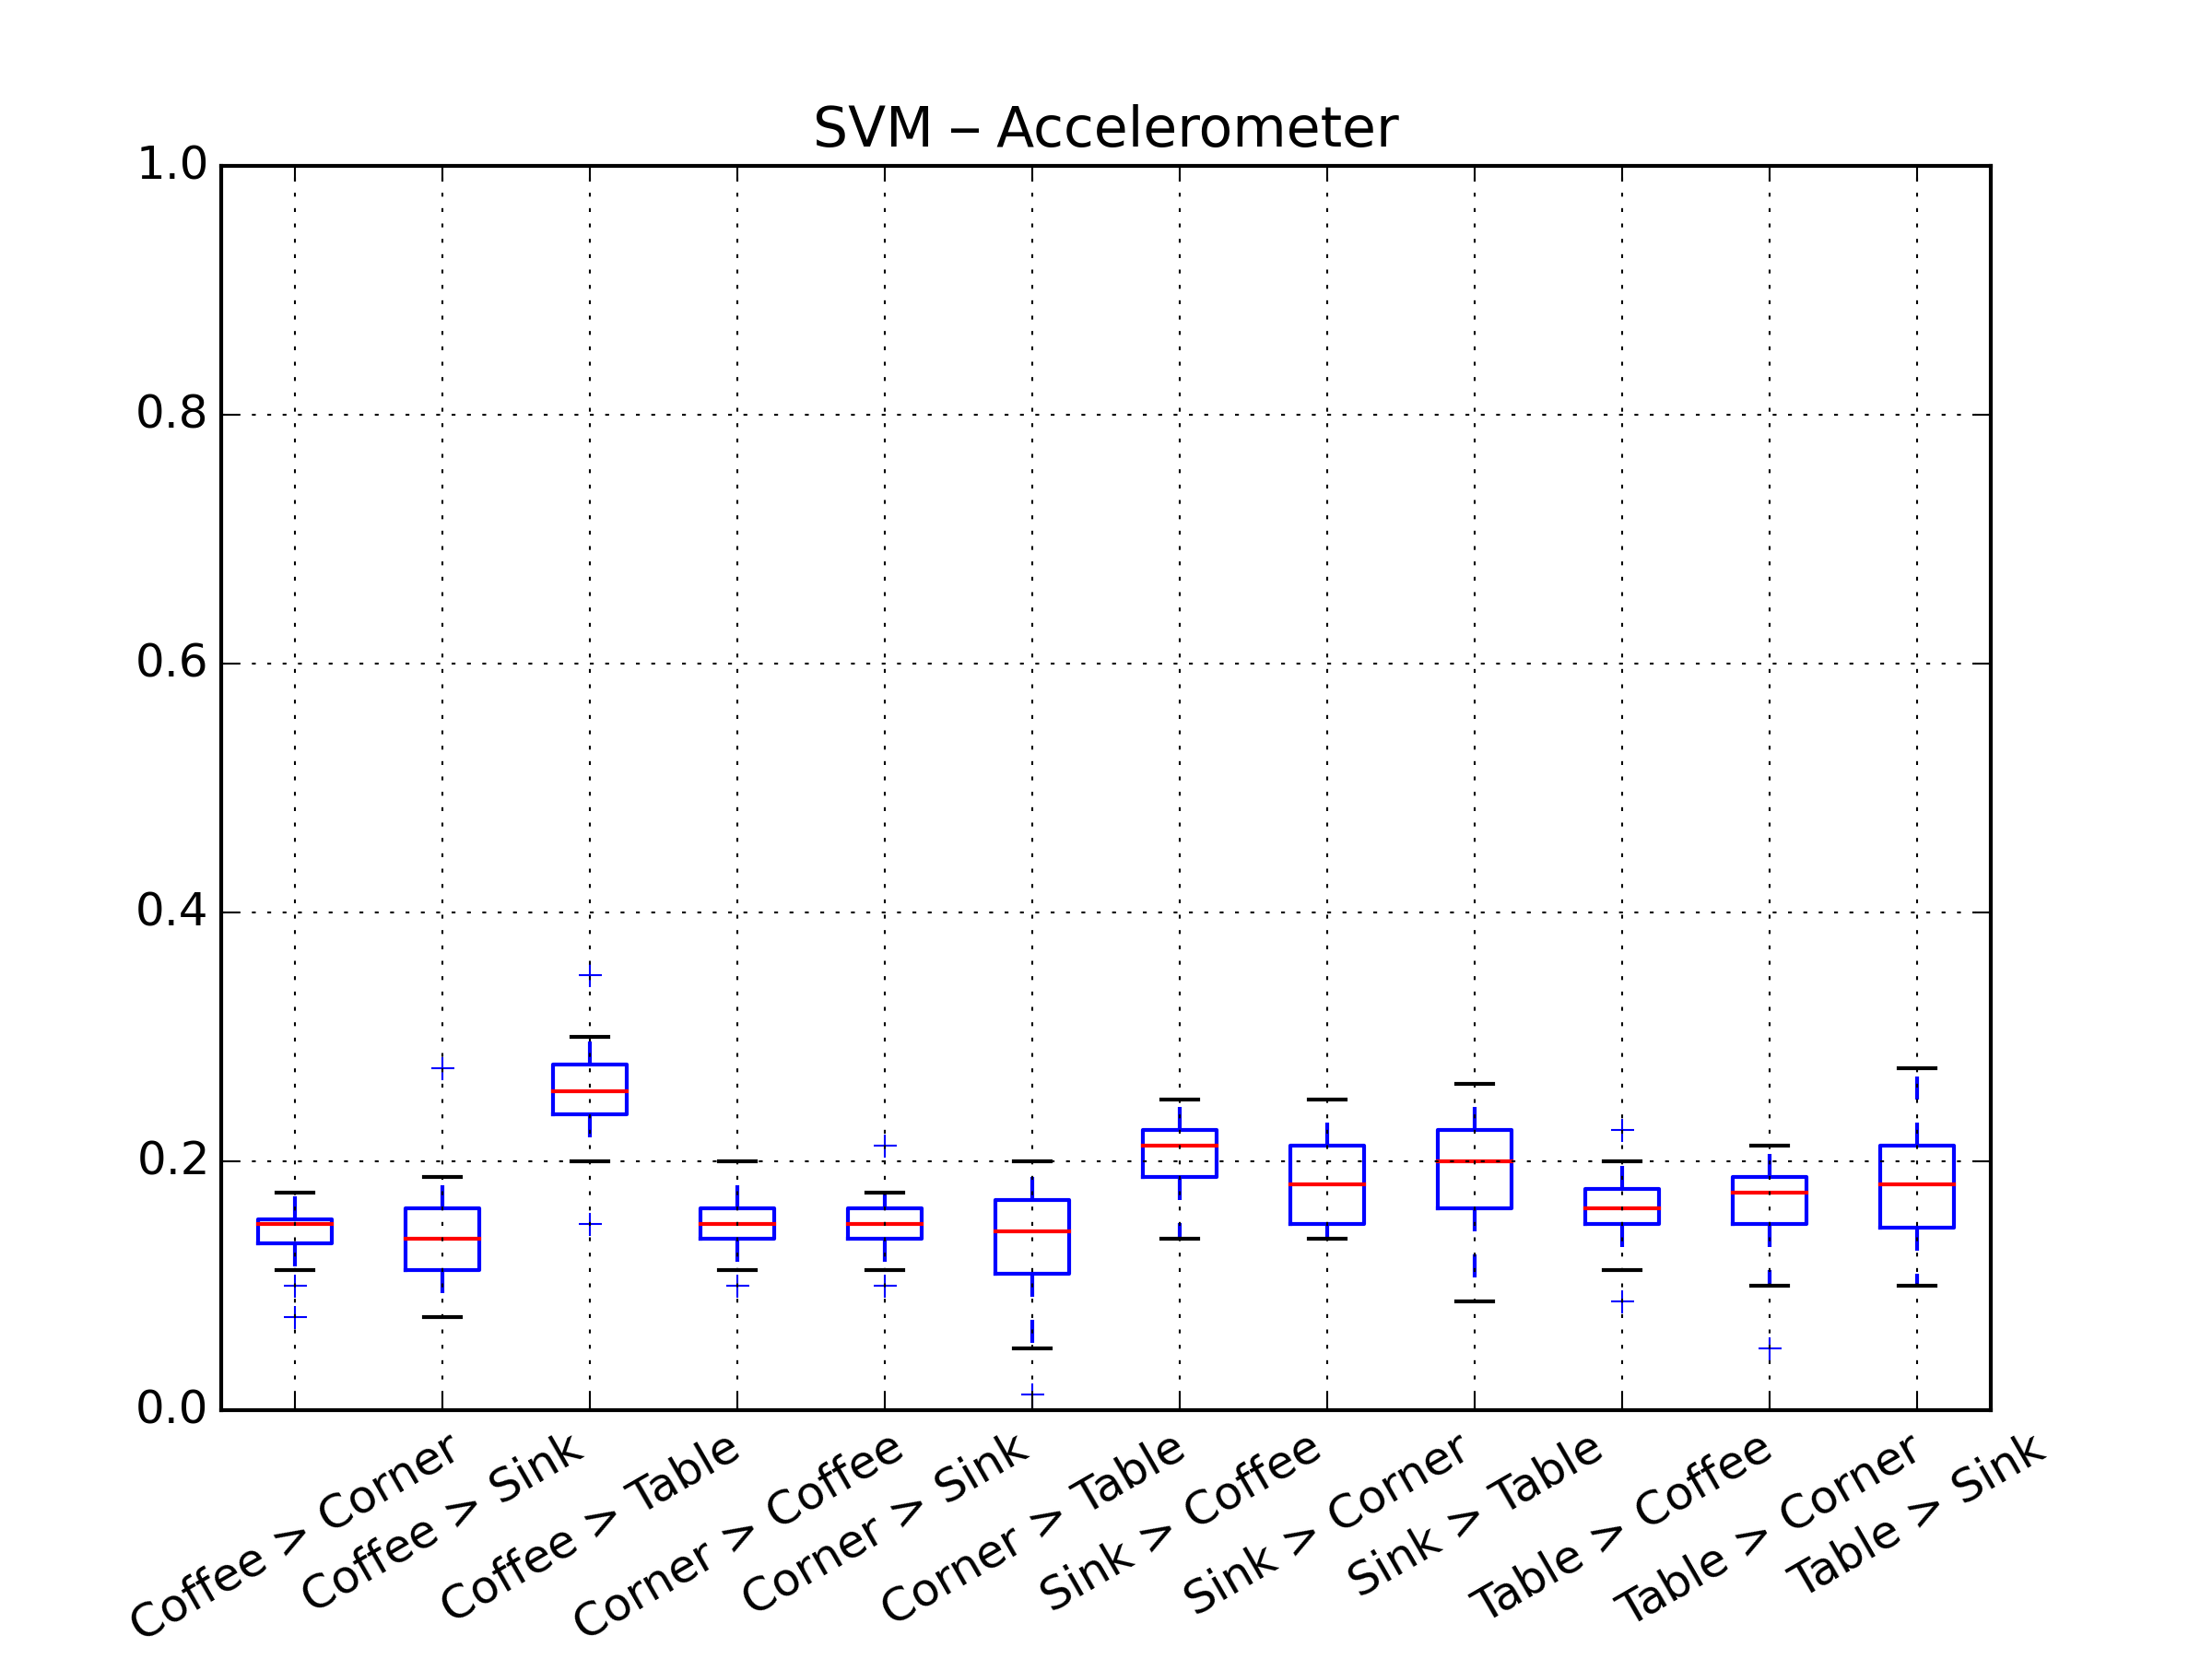 SVM − Accelerometer
1.0
0.8
0.6
0.4
0.2
0.0
Coffee > Corner
Coffee > Sink
Coffee > Table
Corner > Coffee
Corner > Sink
Corner > Table
Sink > Coffee
Sink > Corner
Sink > Table
Table > Coffee
Table > Corner
Table > Sink